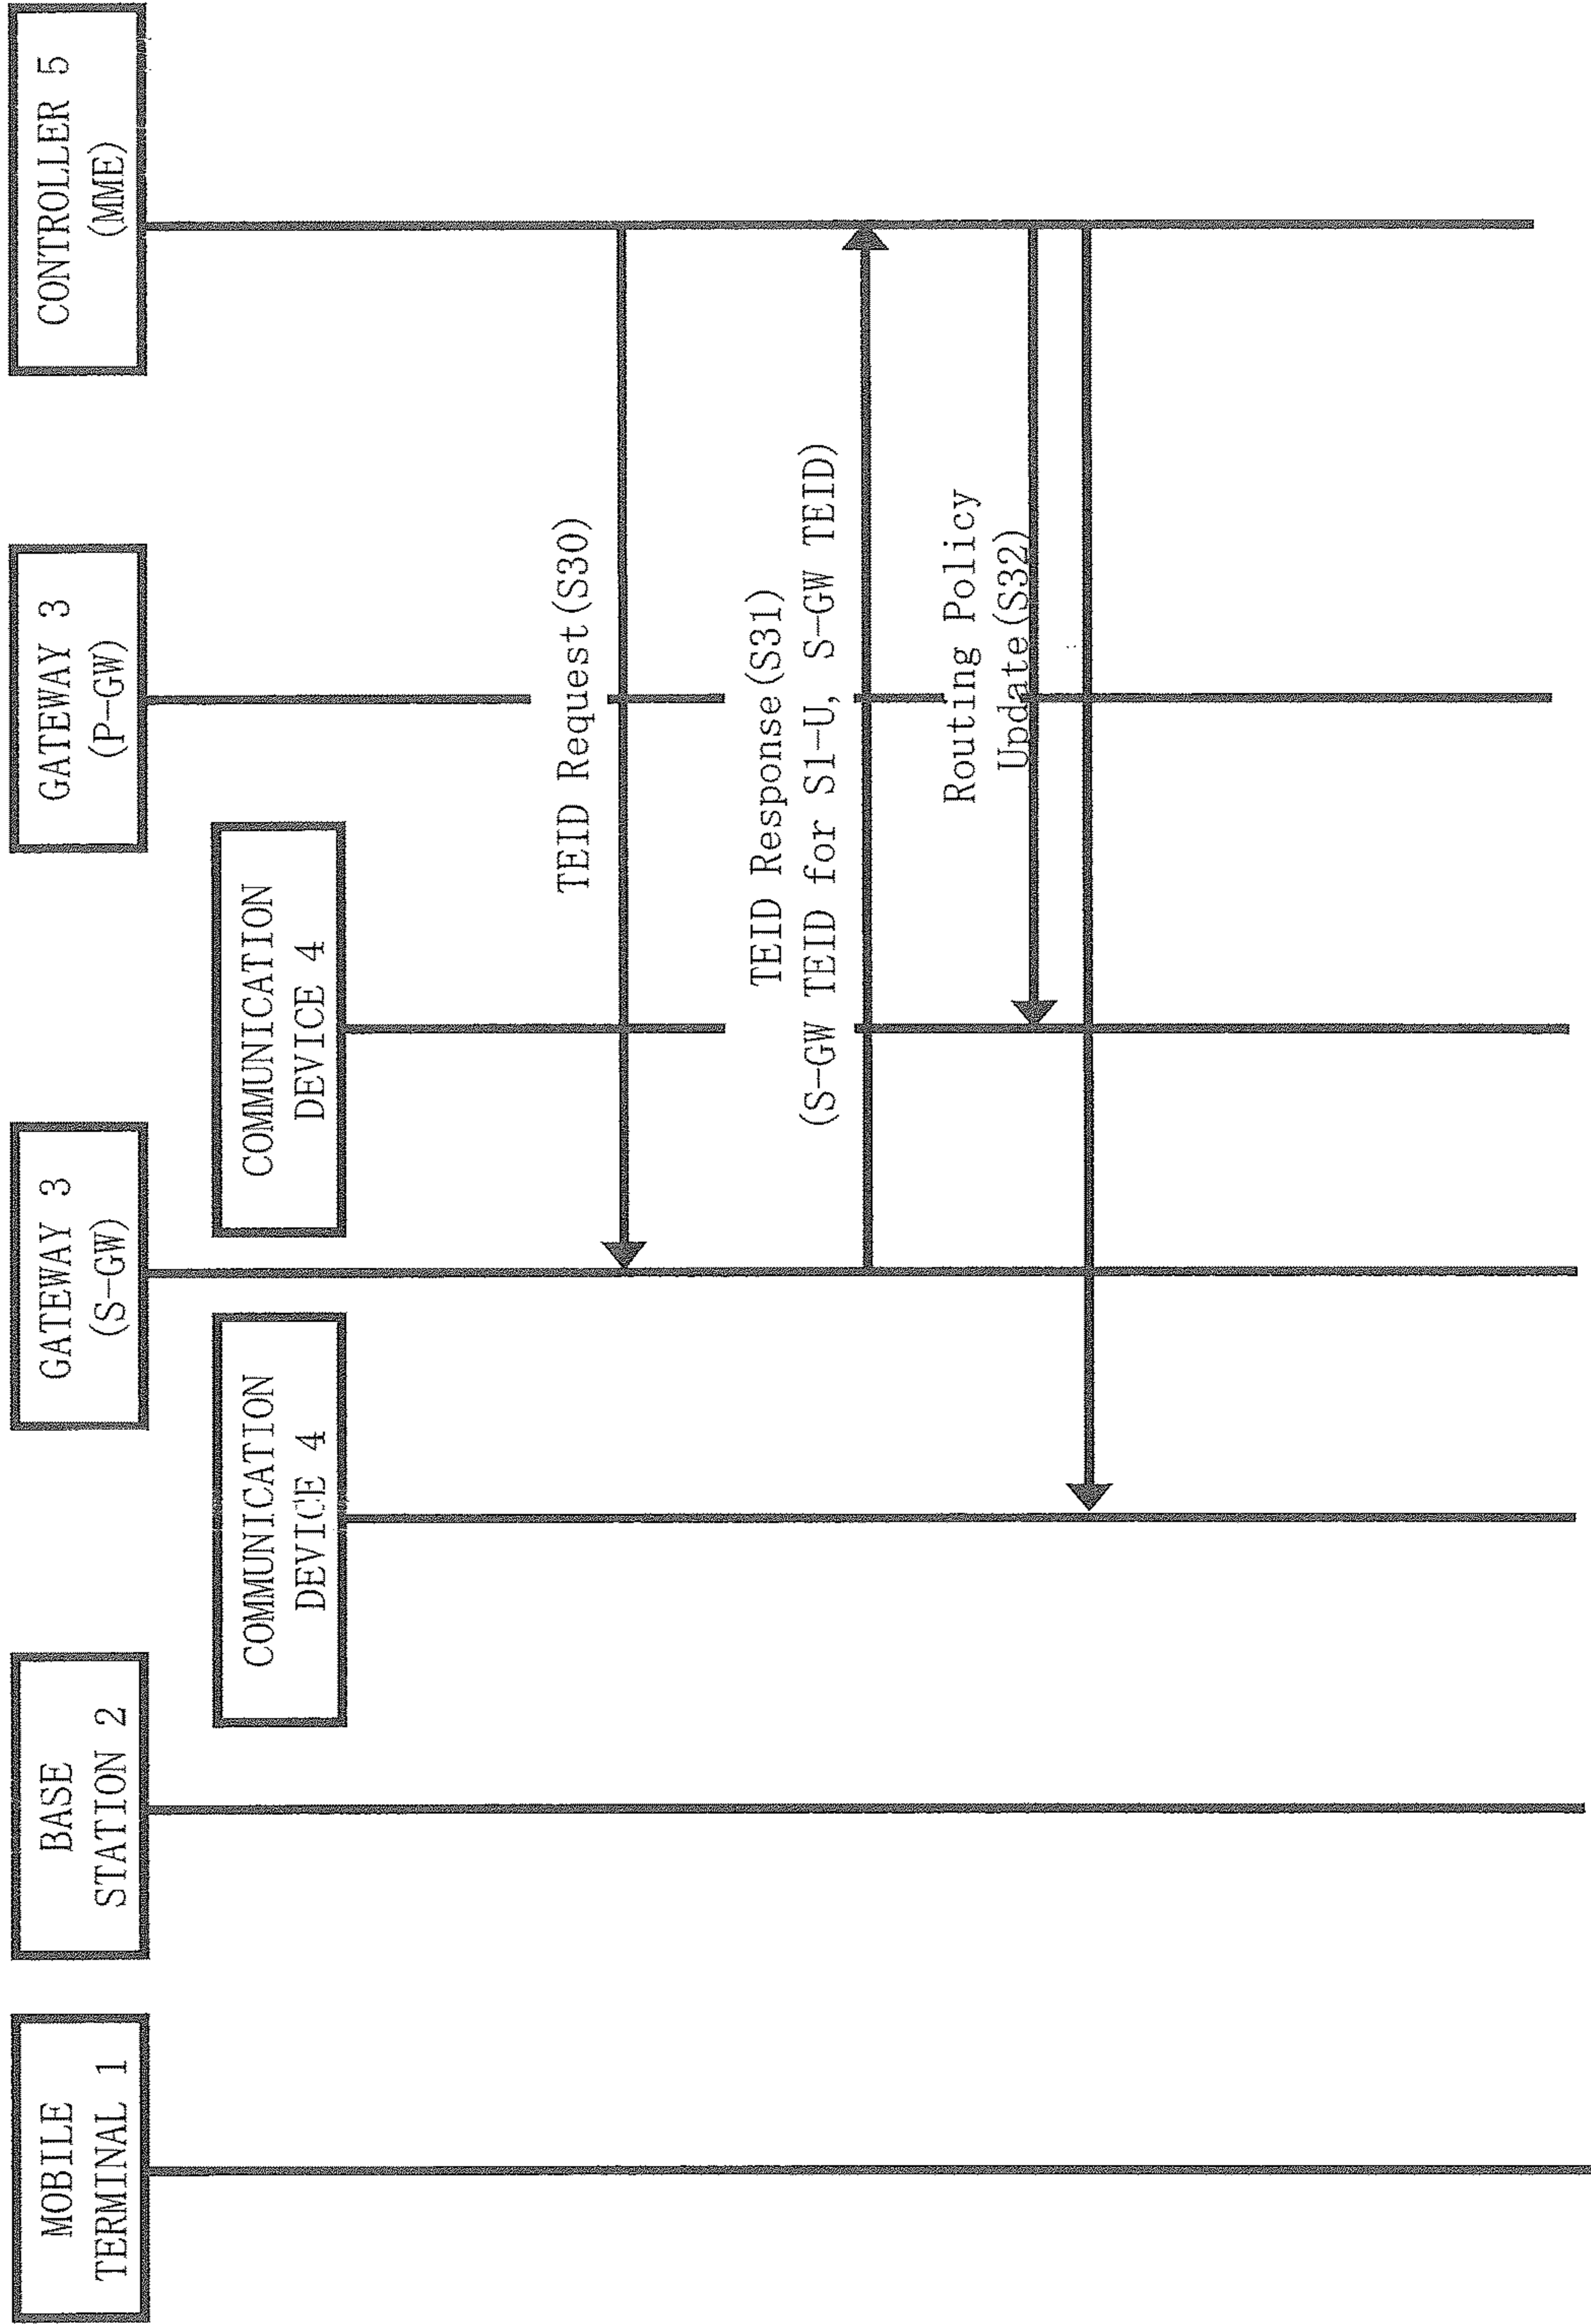 MOBILE
TERMINAL 1
BASE
STATION 2
COMMUNICATION
DEVICE 4
GATEWAY 3
(S-GW)
COMMUNICATION
DEVICE 4
GATEWAY 3
(P-GW)
CONTROLLER 5
(MME)
TEID Request(S30)
TEID Response(S31)
(S-GW TEID for S1-U, S-GW TEID)
Routing Policy
Update(S32)